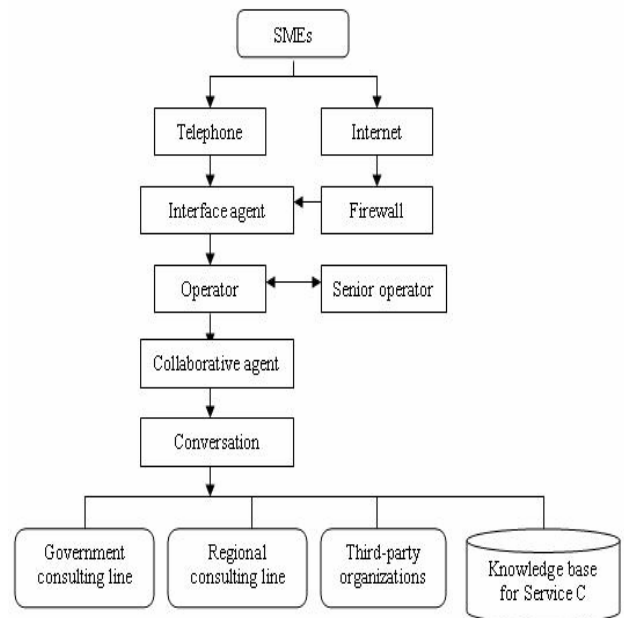 SMEs
Telephone
Internet
Interface agent
Firewall
Operator
Senior operator
Collaborative agent
Conversation
Government
consulting line
Regional
consulting line
Third-party
organizations
Knowledge base
for Service C